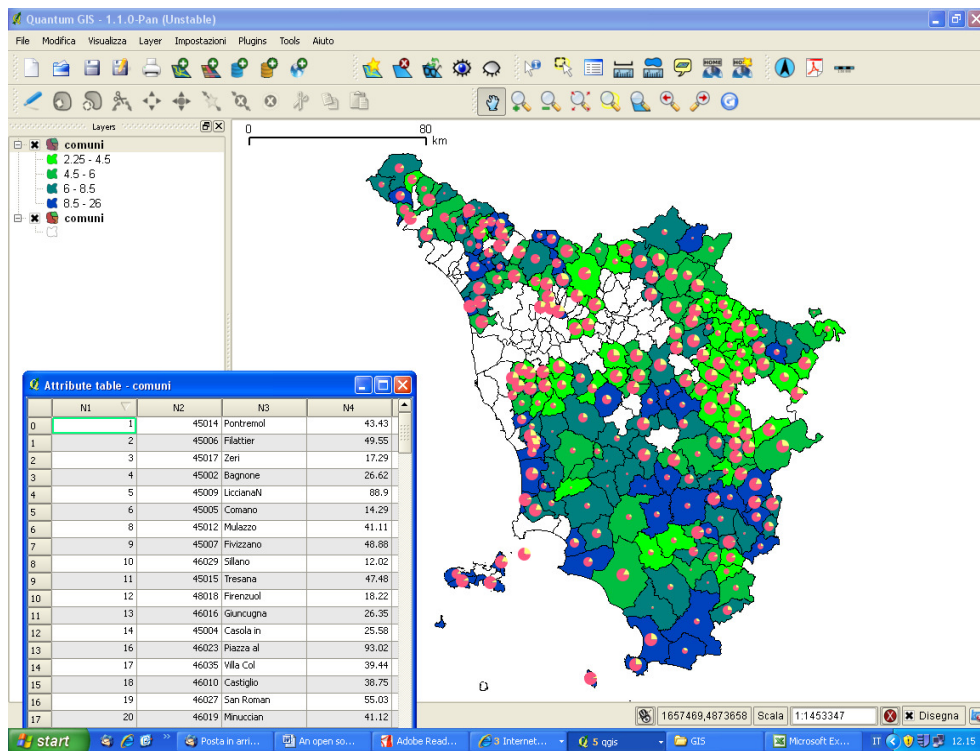 Quantum GIS - 1.1.0-Pan (Unstable)
File Modifica Visualizza Layer Impostazioni Plugins Tools Aiuto
Layers
comuni
2.25 - 4.5
4.5 - 6
6 - 8.5
8.5 - 26
comuni
0 80
km
Attribute table - comuni
N1 N2 N3 N4
0 1 45014 Pontremol 43.43
1 2 45006 Filattier 49.55
2 3 45017 Zeri 17.29
3 4 45002 Bagnone 26.62
4 5 45009 LiccianaN 88.9
5 6 45005 Comano 14.29
6 8 45012 Mulazzo 41.11
7 9 45007 Fivizzano 48.88
8 10 46029 Sillano 12.02
9 11 45015 Tresana 47.48
10 12 48018 Firenzuol 18.22
11 13 46016 Giuncugna 26.35
12 14 45004 Casola in 25.58
13 16 46023 Piazza al 93.02
14 17 46035 Villa Col 39.44
15 18 46010 Castiglio 38.75
16 19 46027 San Roman 55.03
17 20 46019 Minuccian 41.12
1657469,4873658 Scala 1:1453347 Disegna
start Posta in arri... An open so... Adobe Read... 3 Internet... 5 qgis GIS Microsoft Ex... IT 12.15